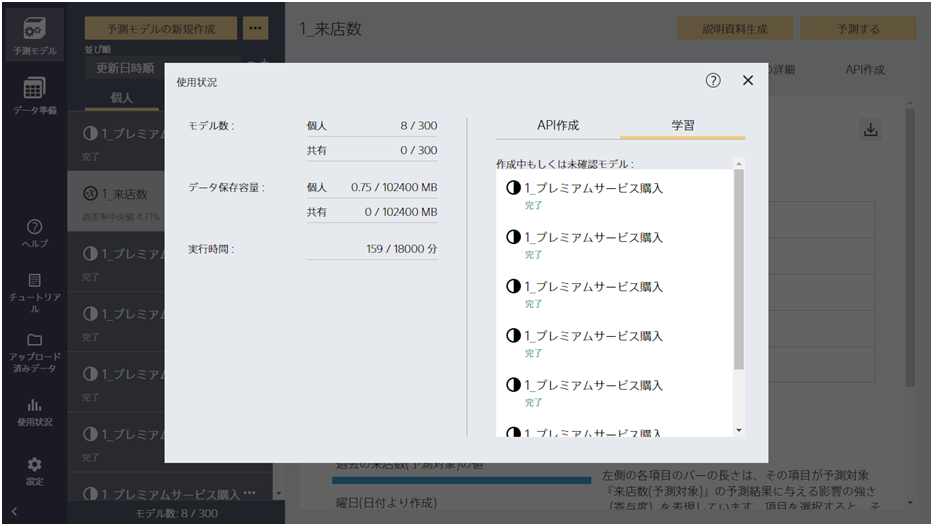 予測モデル
データ準備
ヘルプ
チュートリア
ル
アップロード
済みデータ
使用状況
設定
予測モデルの新規作成
並び順
更新日時順
個人
1_プレミアム
完了
1_来店数
誤差率中央値 4.71%
1_プレミアム
完了
1_プレミアム
完了
1_プレミアム
完了
1_プレミアム
完了
1_プレミアム
完了
1_プレミアムサービス購入
モデル数: 8 / 300
1_来店数
説明資料生成
予測する
の詳細
API作成
使用状況
モデル数 :
個人 8 / 300
共有 0 / 300
データ保存容量 :
個人 0.75 / 102400 MB
共有 0 / 102400 MB
実行時間 :
159 / 18000 分
API作成
学習
作成中もしくは未確認モデル :
1_プレミアムサービス購入
完了
1_プレミアムサービス購入
完了
1_プレミアムサービス購入
完了
1_プレミアムサービス購入
完了
1_プレミアムサービス購入
完了
1_プレミアムサービス購入
過去の来店数(予測対象)の値
曜日(日付より作成)
左側の各項目のバーの長さは、その項目が予測対象
『来店数(予測対象)』の予測結果に与える影響の強さ
(寄与度)を表現しています。項目を選択すると、そ